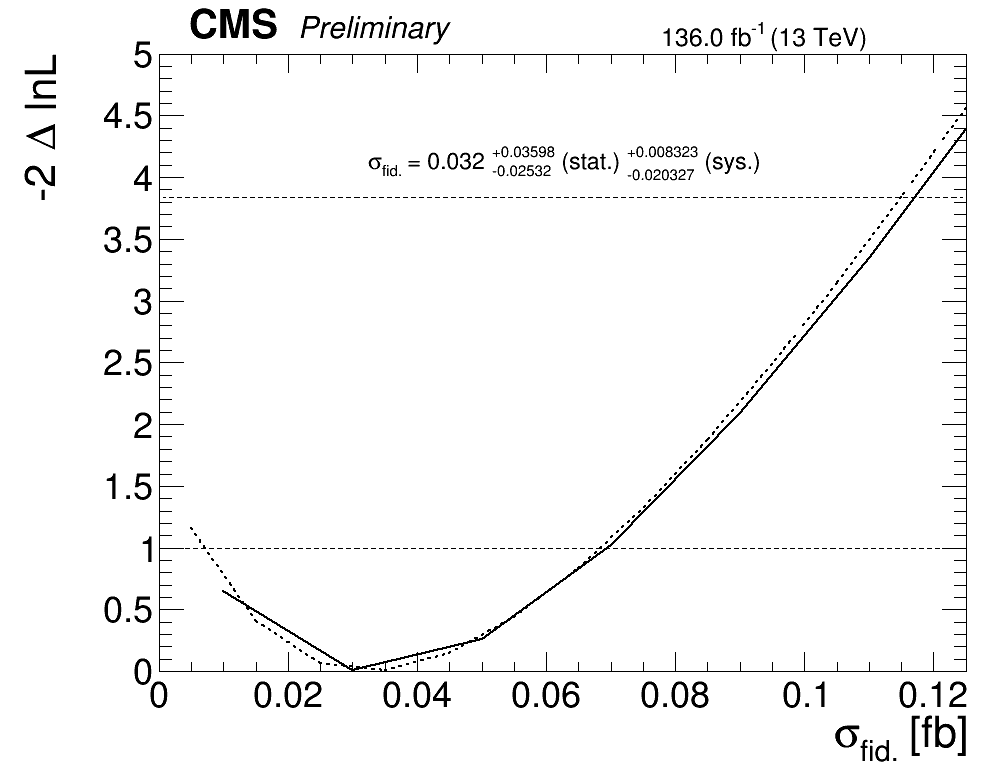 CMS Preliminary 136.0 fb⁻¹ (13 TeV)
-2 Δ lnL
5
4.5
4
3.5
3
2.5
2
1.5
1
0.5
0
σfid. = 0.032 +0.03598 -0.02532 (stat.) +0.008323 -0.020327 (sys.)
0 0.02 0.04 0.06 0.08 0.1 0.12
σfid. [fb]